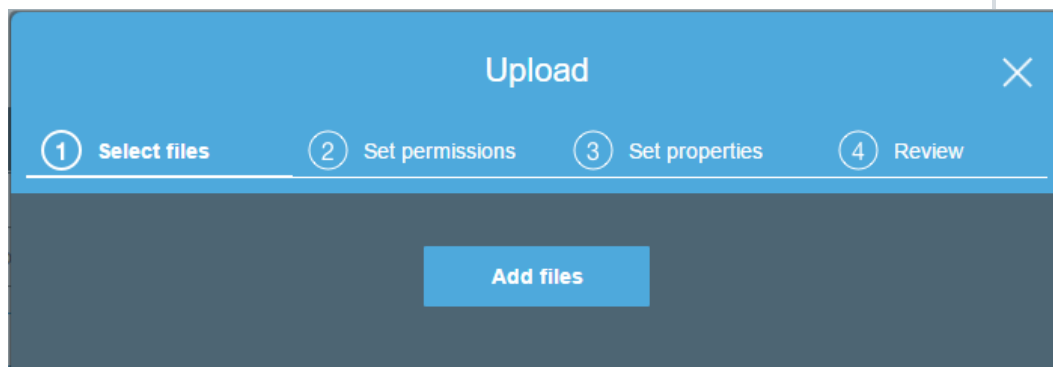 Upload
1 Select files 2 Set permissions 3 Set properties 4 Review
Add files